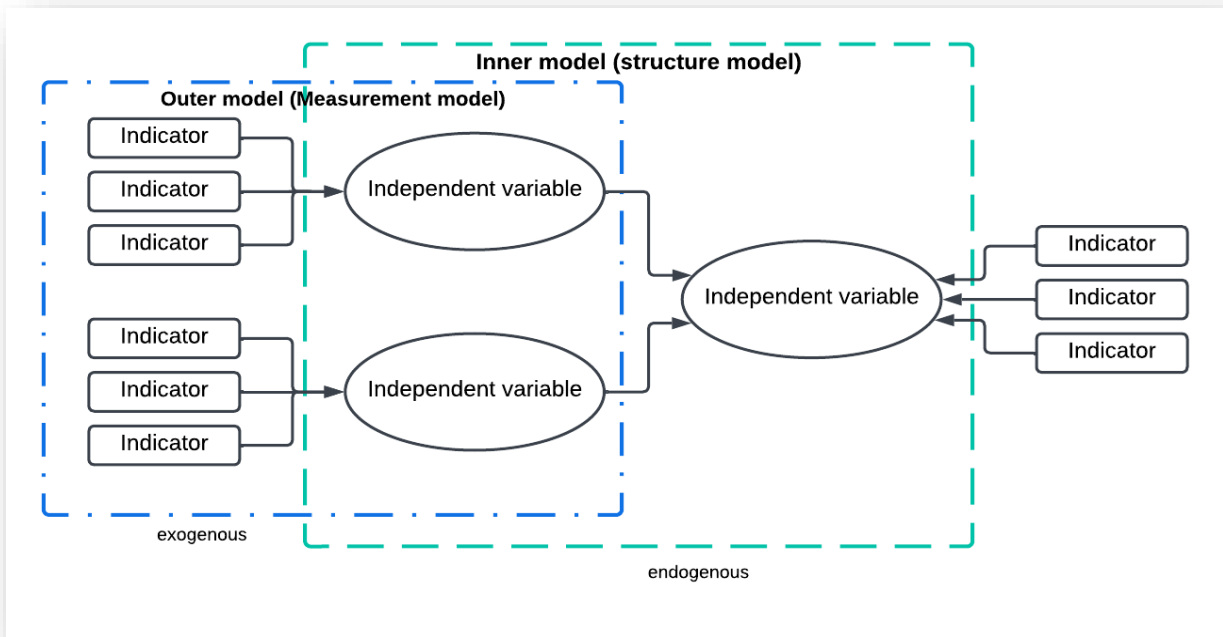 Inner model (structure model)
Outer model (Measurement model)
Indicator
Indicator
Indicator
Independent variable
Indicator
Indicator
Indicator
Independent variable
Independent variable
Indicator
Indicator
Indicator
exogenous
endogenous